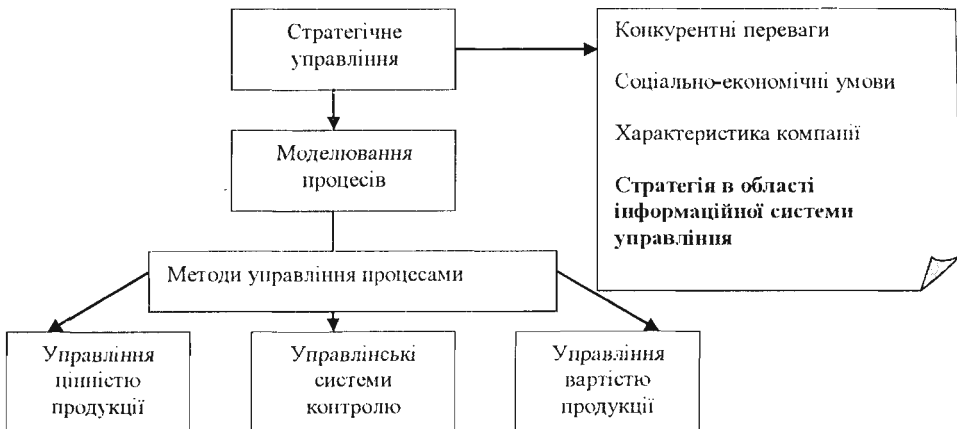 Стратегічне
управління
Конкурентні переваги
Соціально-економічні умови
Характеристика компанії
Стратегія в області
інформаційної системи
управління
Моделювання
процесів
Методи управління процесами
Управління
цінністю
продукції
Управлінські
системи
контролю
Управління
вартістю
продукції